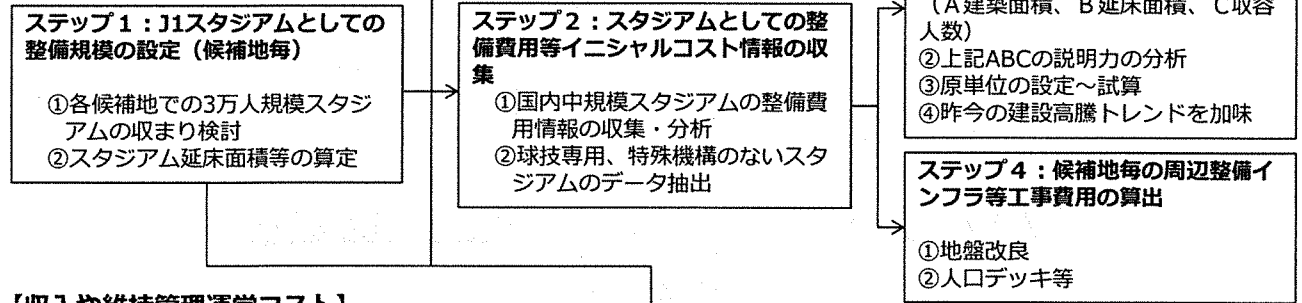 ステップ１：J1スタジアムとしての
整備規模の設定（候補地毎）
①各候補地での3万人規模スタジ
アムの収まり検討
②スタジアム延床面積等の算定
ステップ２：スタジアムとしての整
備費用等イニシャルコスト情報の収
集
①国内中規模スタジアムの整備費
用情報の収集・分析
②球技専用、特殊機構のないスタ
ジアムのデータ抽出
（A建築面積、B延床面積、C収容
人数）
②上記ABCの説明力の分析
③原単位の設定～試算
④昨今の建設高騰トレンドを加味
ステップ４：候補地毎の周辺整備イ
ンフラ等工事費用の算出
①地盤改良
②人口デッキ等
【収入や維持管理運営コスト】